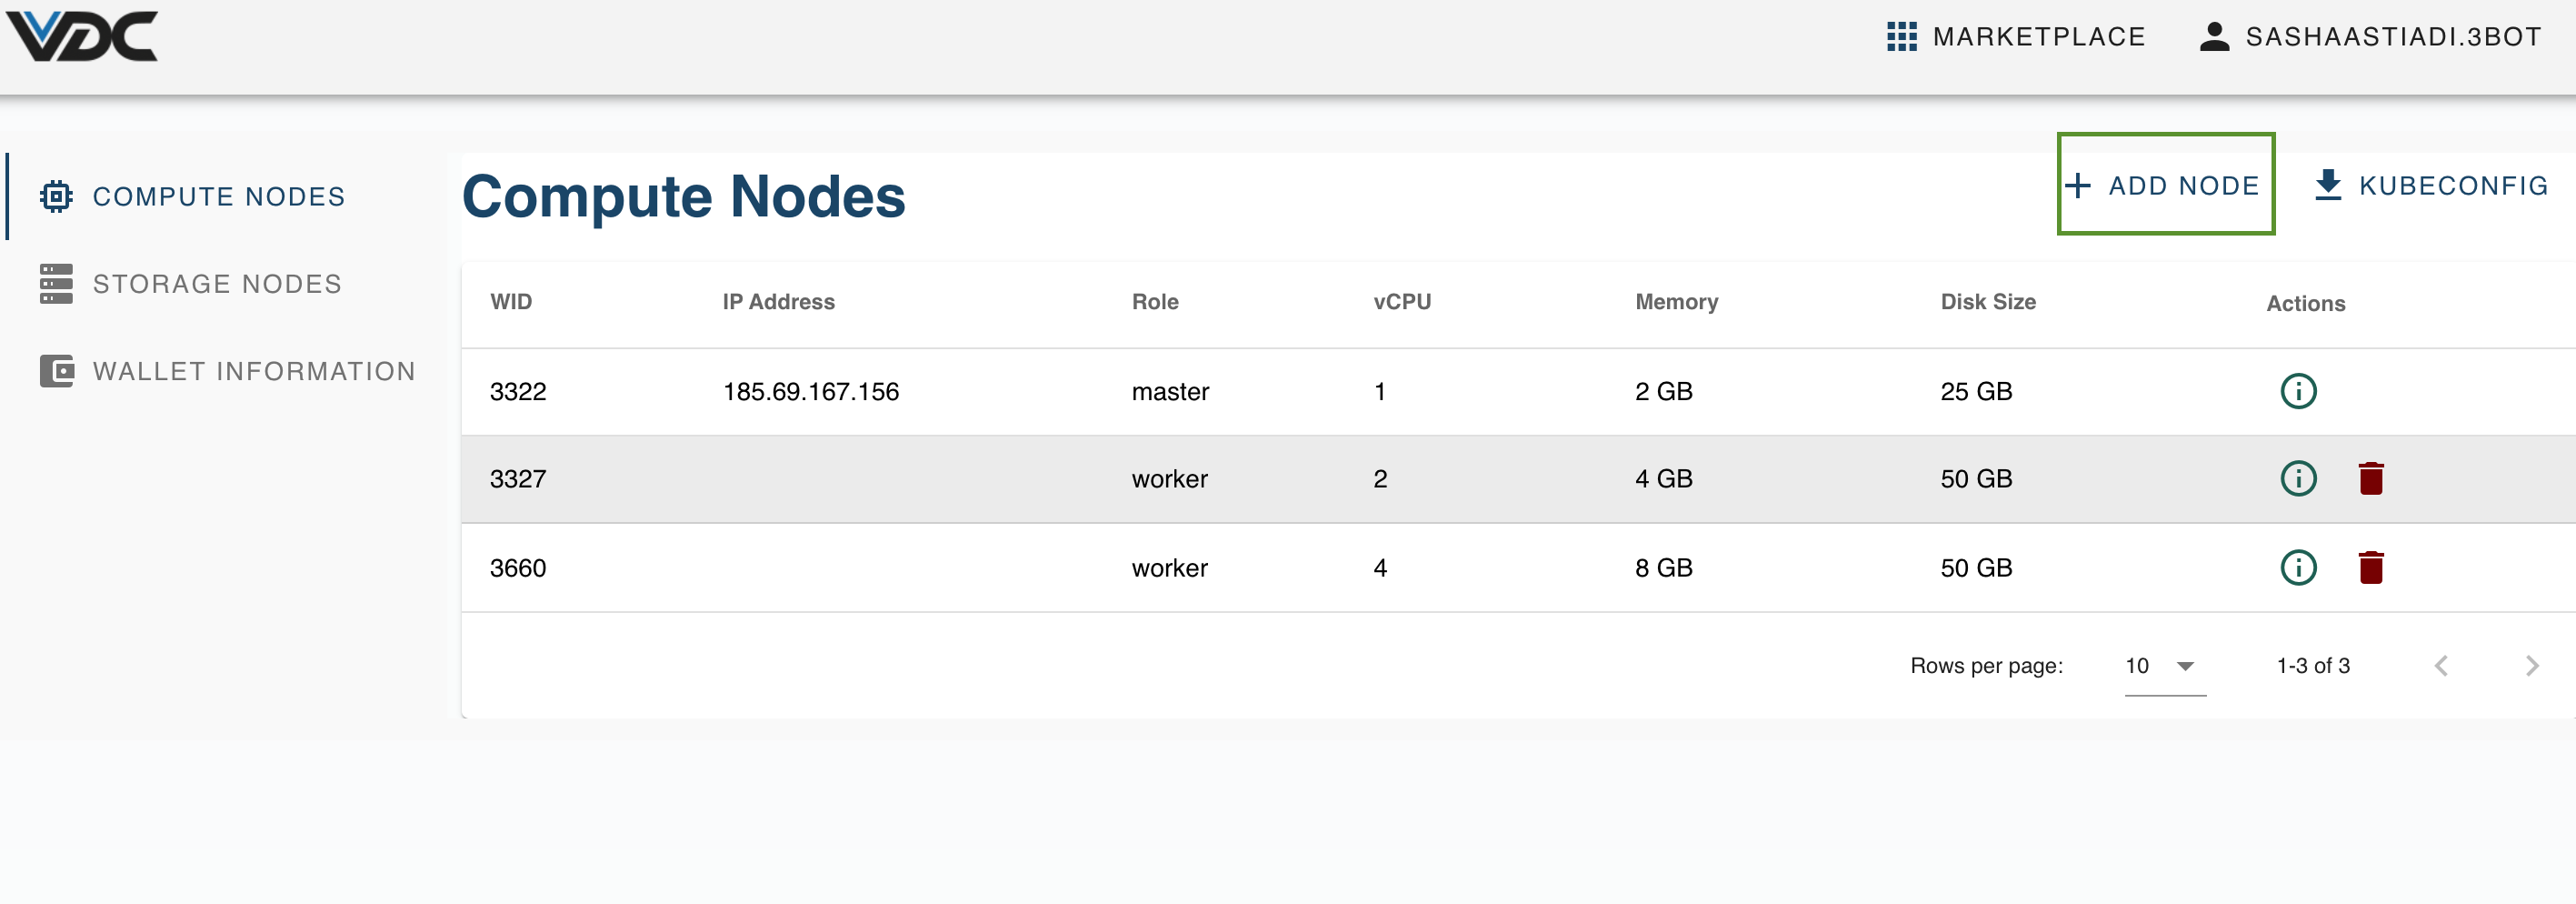 VDC
MARKETPLACE SASHAASTIADI.3BOT
COMPUTE NODES
STORAGE NODES
WALLET INFORMATION
Compute Nodes
+ ADD NODE KUBECONFIG
WID IP Address Role vCPU Memory Disk Size Actions
3322 185.69.167.156 master 1 2 GB 25 GB
3327 worker 2 4 GB 50 GB
3660 worker 4 8 GB 50 GB
Rows per page: 10 1-3 of 3